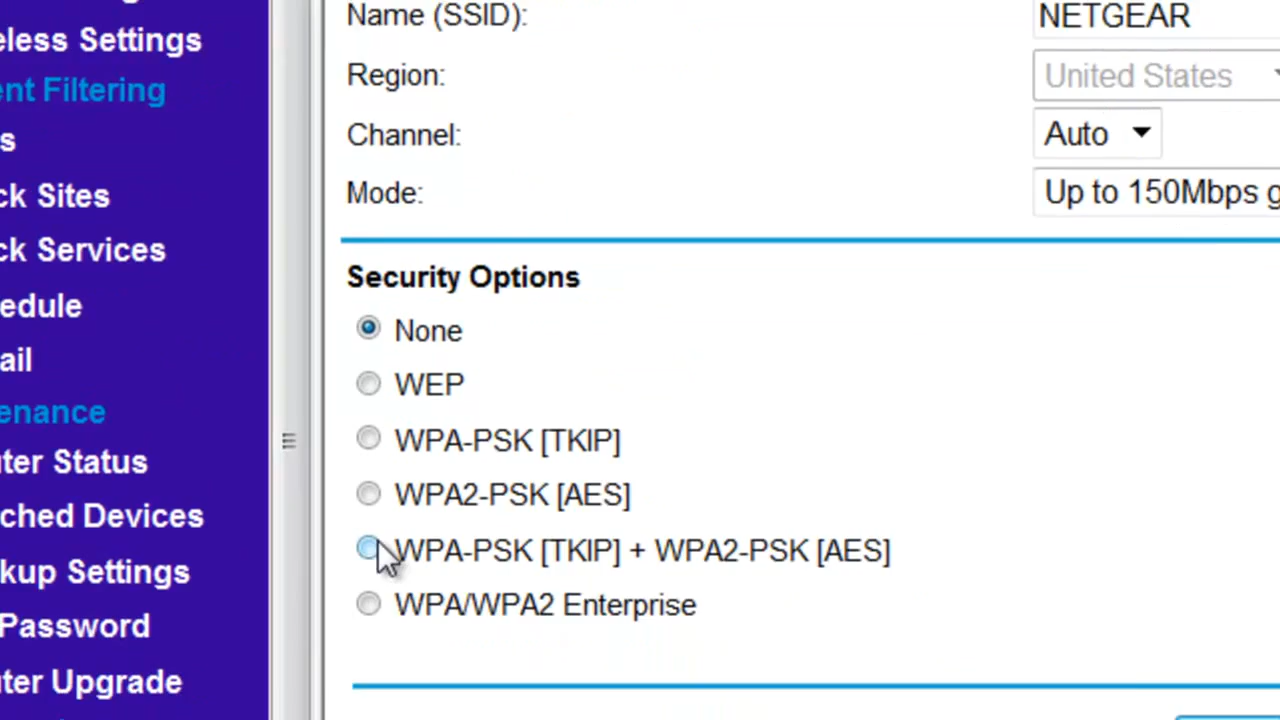 eless Settings
ent Filtering
s
ck Sites
ck Services
edule
ail
enance
uter Status
ched Devices
kup Settings
Password
uter Upgrade
Name (SSID): NETGEAR
Region: United States
Channel: Auto
Mode: Up to 150Mbps g
Security Options
None
WEP
WPA-PSK [TKIP]
WPA2-PSK [AES]
WPA-PSK [TKIP] + WPA2-PSK [AES]
WPA/WPA2 Enterprise